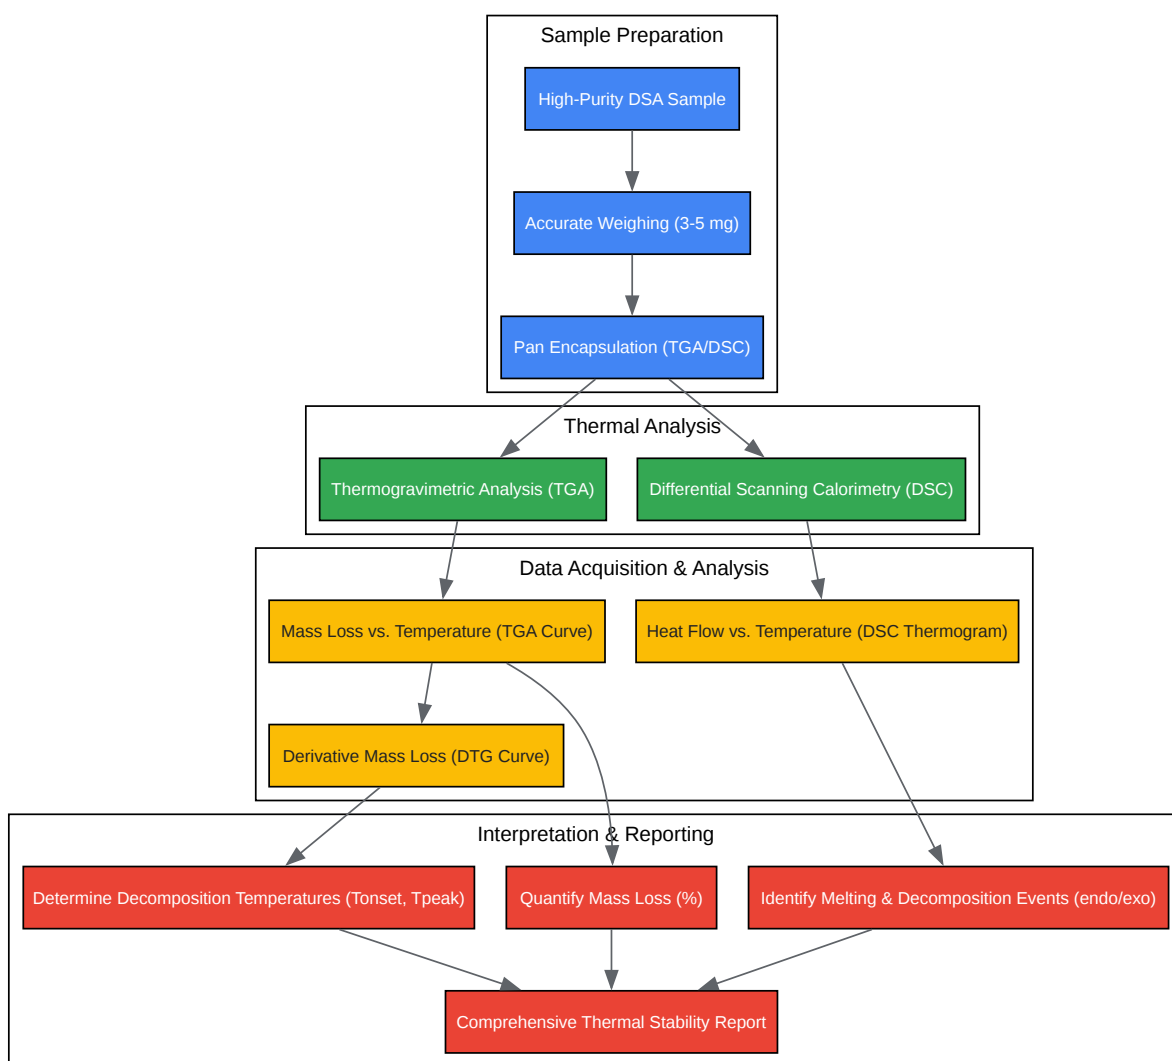 Sample Preparation
High-Purity DSA Sample
Accurate Weighing (3-5 mg)
Pan Encapsulation (TGA/DSC)
Thermal Analysis
Thermogravimetric Analysis (TGA)
Differential Scanning Calorimetry (DSC)
Data Acquisition & Analysis
Mass Loss vs. Temperature (TGA Curve)
Heat Flow vs. Temperature (DSC Thermogram)
Derivative Mass Loss (DTG Curve)
Interpretation & Reporting
Determine Decomposition Temperatures (Tonset, Tpeak)
Quantify Mass Loss (%)
Identify Melting & Decomposition Events (endo/exo)
Comprehensive Thermal Stability Report